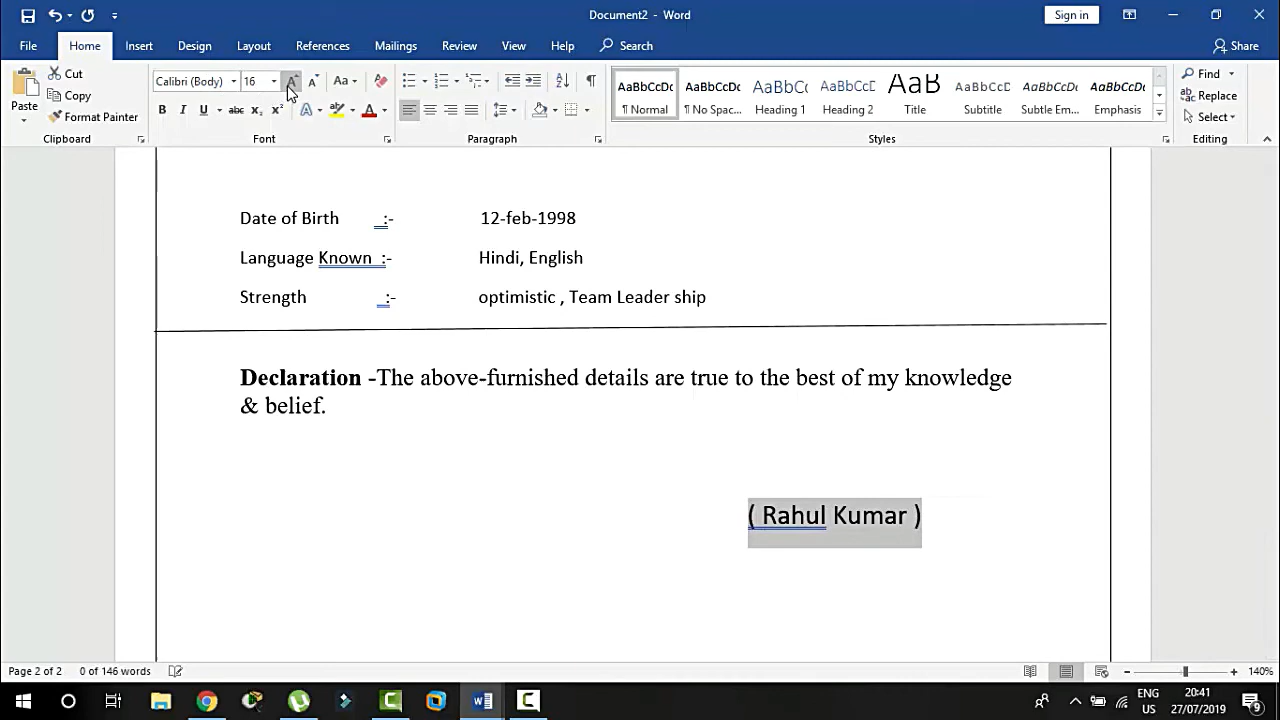 Document2 - Word
Sign in
File Home Insert Design Layout References Mailings Review View Help Search Share
Paste
Cut
Copy
Format Painter
Clipboard
Calibri (Body) 16
Font
Paragraph
AaBbCcDc AaBbCcDc AaBbCc AaBbCcC AaB AaBbCcC AaBbCcDc AaBbCcDc
¶ Normal ¶ No Spac... Heading 1 Heading 2 Title Subtitle Subtle Em... Emphasis
Styles
Find
Replace
Select
Editing
Date of Birth :- 12-feb-1998
Language Known :- Hindi, English
Strength :- optimistic , Team Leader ship
Declaration -The above-furnished details are true to the best of my knowledge
& belief.
( Rahul Kumar )
Page 2 of 2 0 of 146 words 140%
ENG
US
20:41
27/07/2019
9